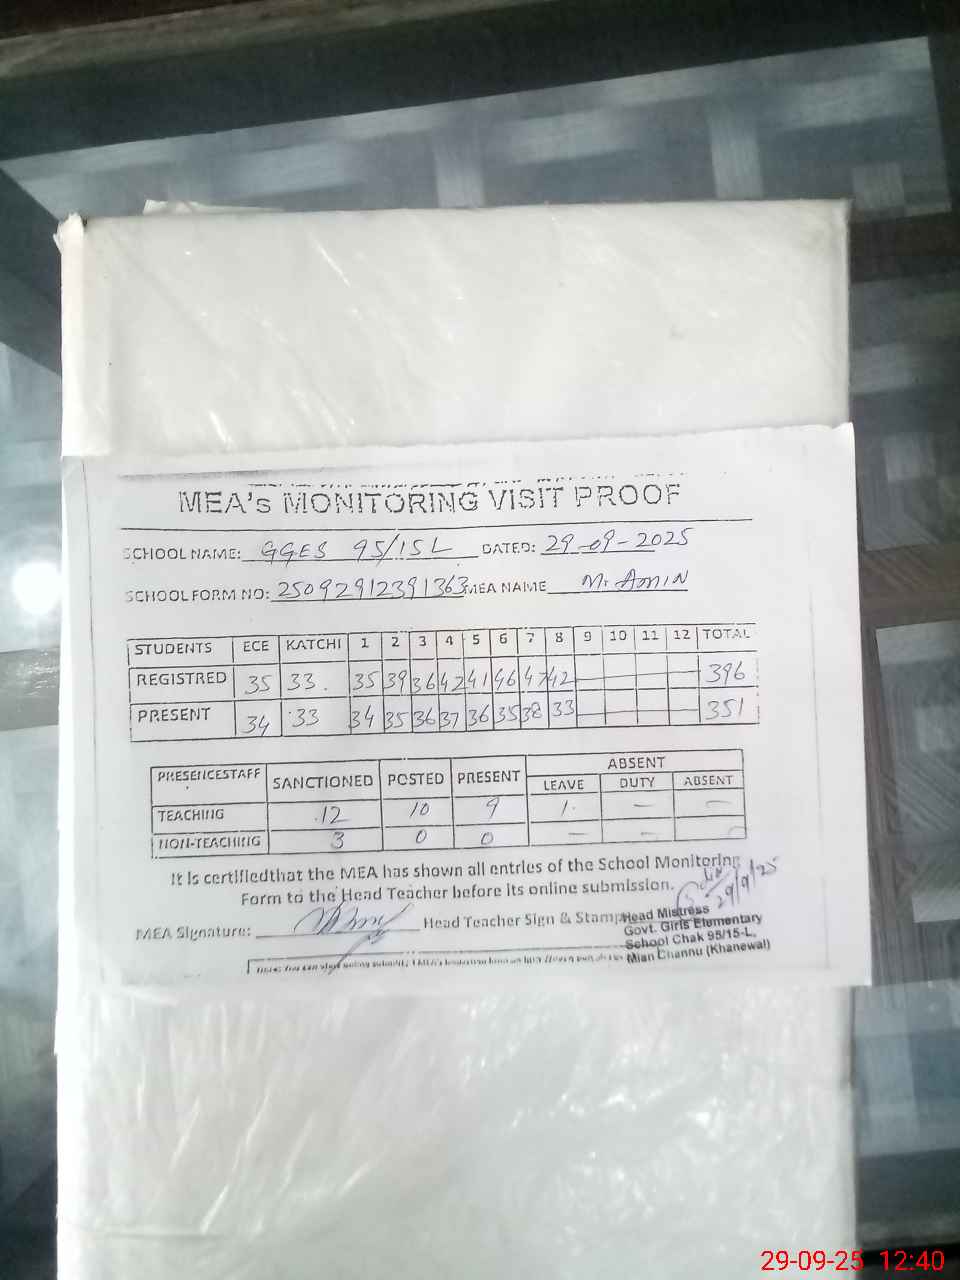 MEA's MONITORING VISIT PROOF
SCHOOL NAME: GGES 95/15L DATED: 29-09-2025
SCHOOL FORM NO: 25092912391363 MEA NAME Mr Amin
STUDENTS ECE KATCHI 1 2 3 4 5 6 7 8 9 10 11 12 TOTAL
REGISTRED 35 33. 35 39 36 42 41 46 47 42 396
PRESENT 34 33 34 35 36 37 36 35 38 33 351
PRESENCESTAFF SANCTIONED POSTED PRESENT ABSENT
LEAVE DUTY ABSENT
TEACHING 12 10 9 1. — —
NON-TEACHING 3 0 0 — —
It is certifiedthat the MEA has shown all entries of the School Monitoring
Form to the Head Teacher before its online submission.
29/9/25
MEA Signature: Head Teacher Sign & Stamp
Head Mistress
Govt. Girls Elementary
School Chak 95/15-L,
Mian Channu (Khanewal)
29-09-25 12:40